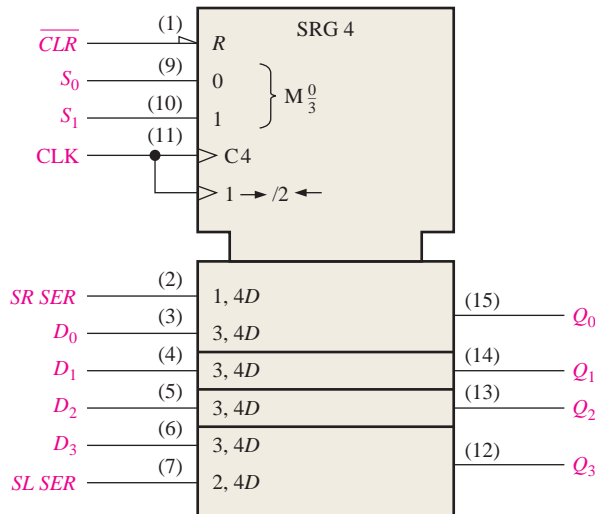 (1) SRG 4
C̅L̅R̅ R
(9)
S₀ 0
M 0/3
(10)
S₁ 1
(11)
CLK C4
1 → /2 ←
(2)
SR SER 1, 4D
(15)
Q₀
(3)
D₀ 3, 4D
(4) (14)
D₁ 3, 4D Q₁
(5) (13)
D₂ 3, 4D Q₂
(6)
D₃ 3, 4D
(12)
Q₃
(7)
SL SER 2, 4D